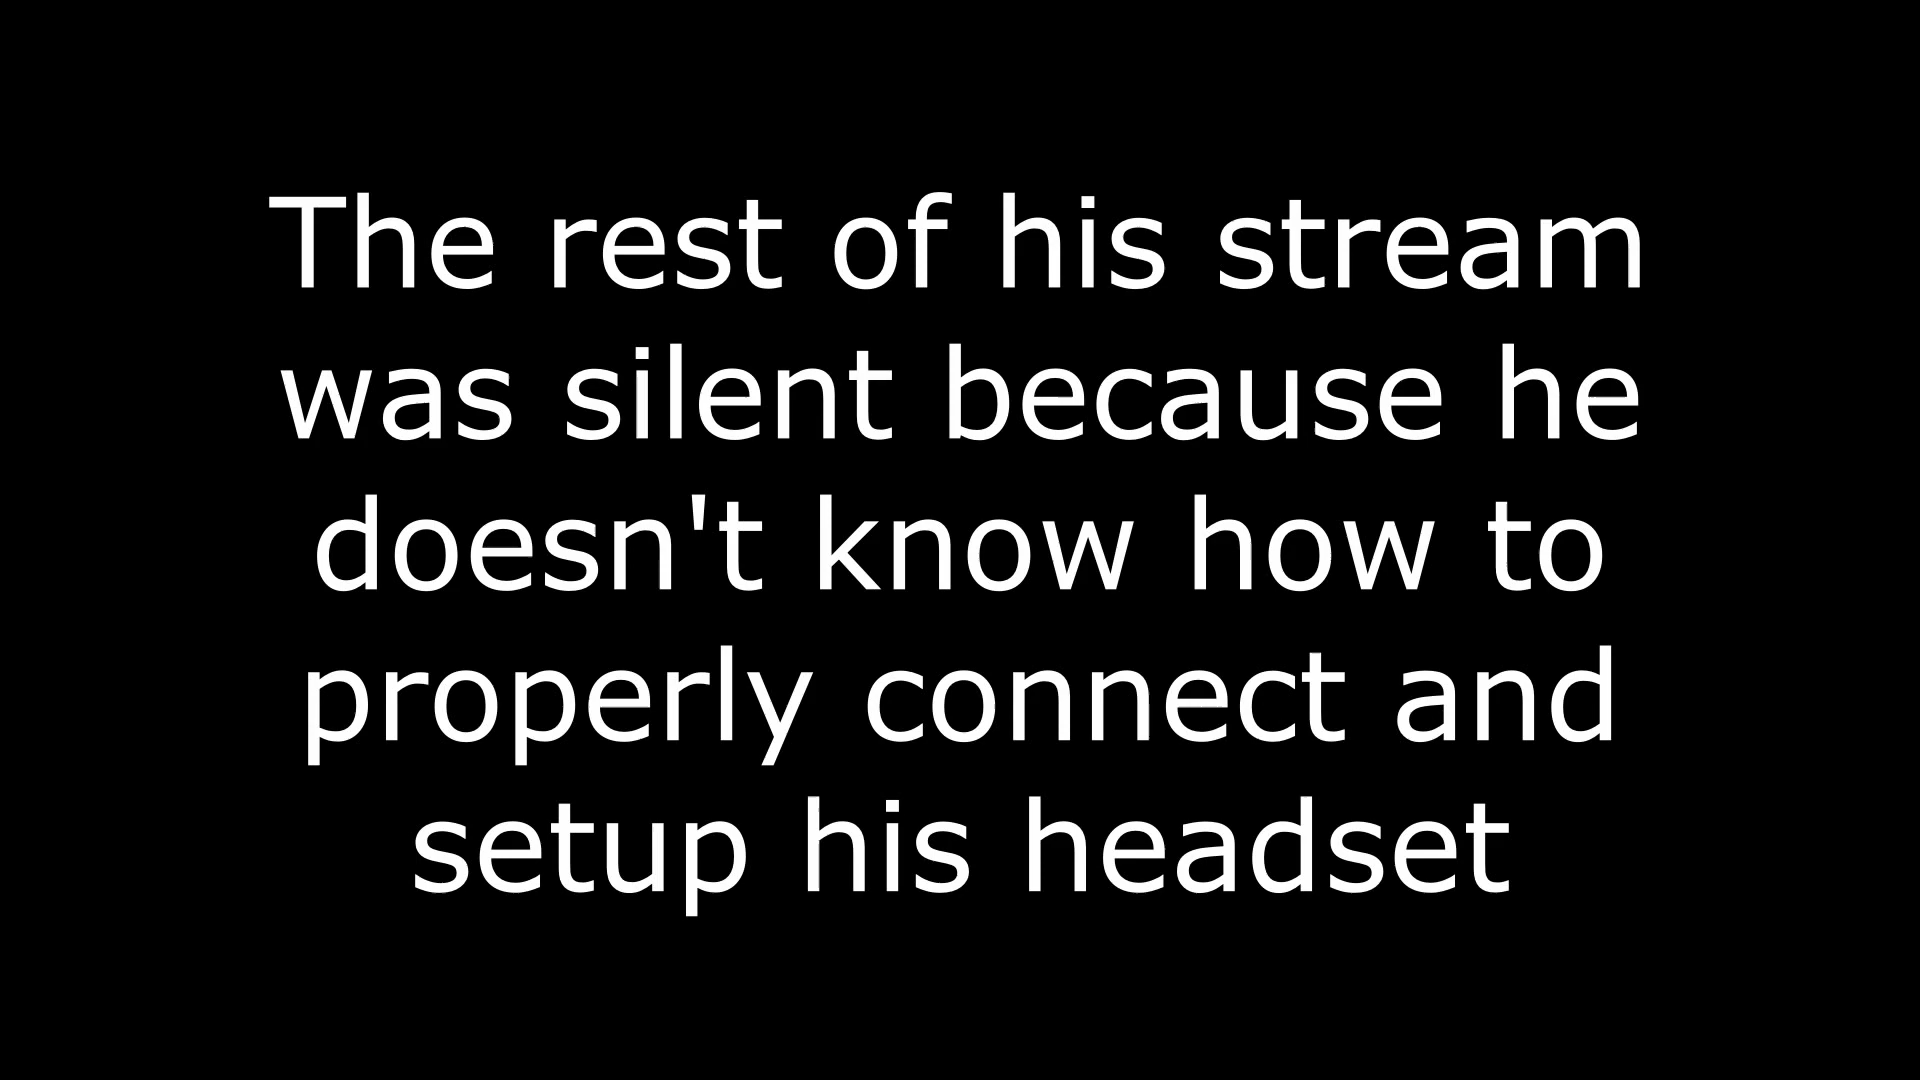 The rest of his stream
was silent because he
doesn't know how to
properly connect and
setup his headset